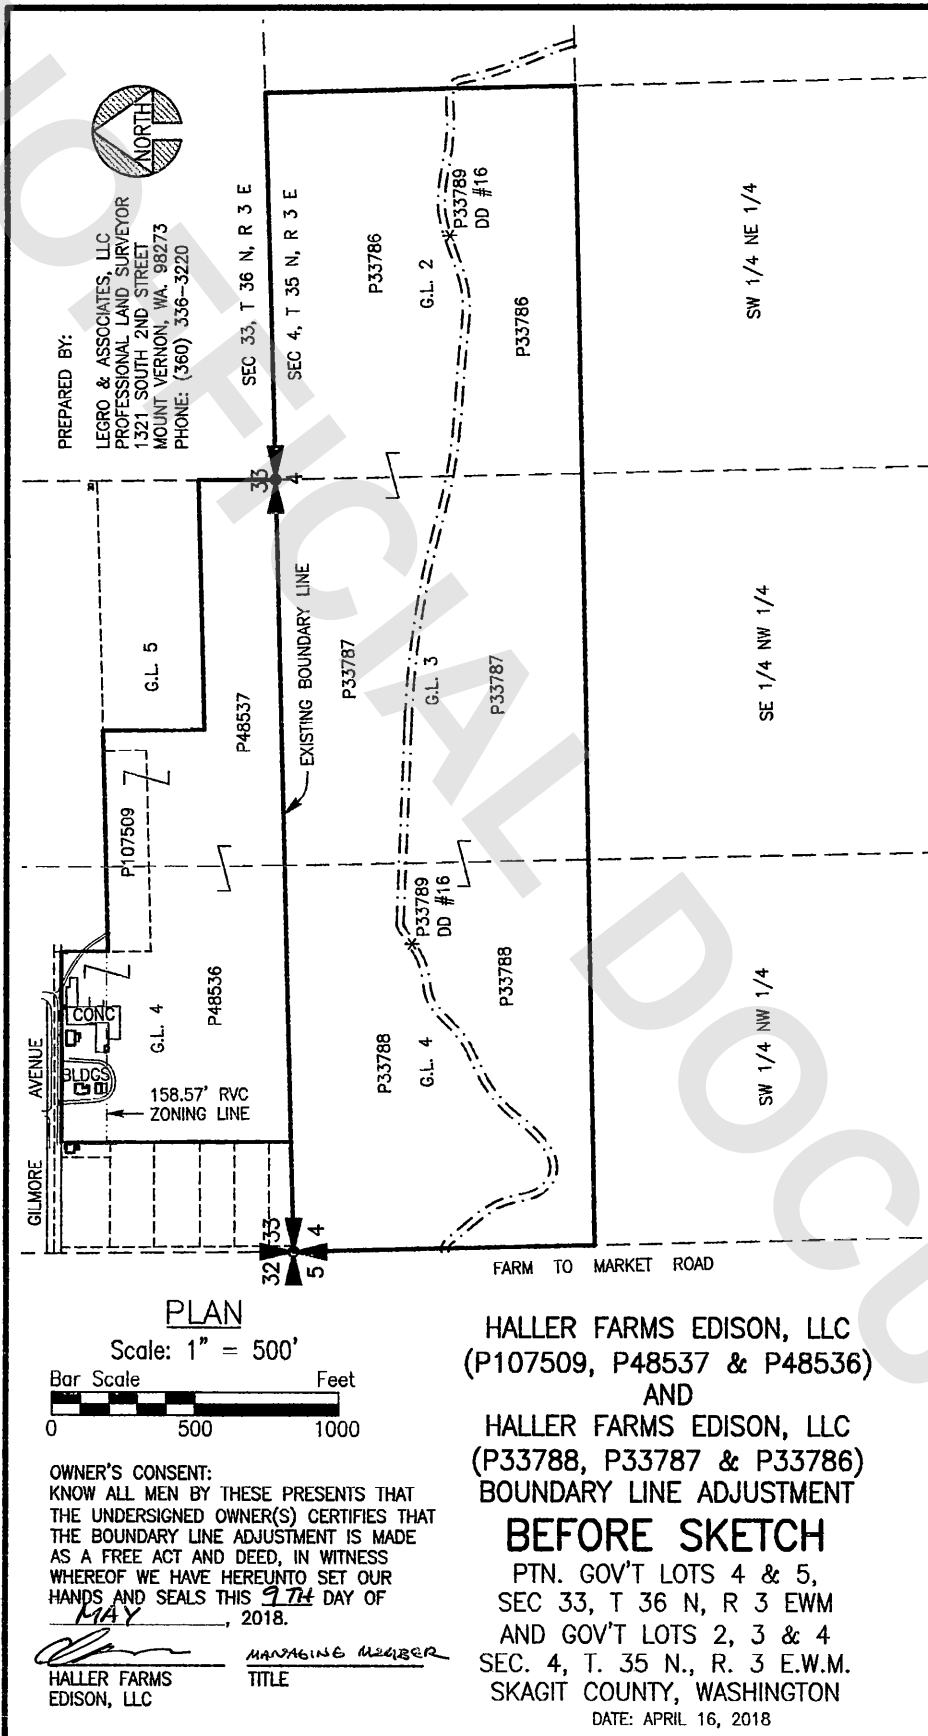 NORTH
PREPARED BY:
LEGRO & ASSOCIATES, LLC
PROFESSIONAL LAND SURVEYOR
1321 SOUTH 2ND STREET
MOUNT VERNON, WA. 98273
PHONE: (360) 336-3220
SEC 33, T 36 N, R 3 E
SEC 4, T 35 N, R 3 E
P33786
G.L. 2
P33789
DD #16
P33786
SW 1/4 NE 1/4
33
4
G.L. 5
P48537
EXISTING BOUNDARY LINE
P33787
G.L. 3
P33787
SE 1/4 NW 1/4
P107509
P33789
DD #16
P48536
G.L. 4
CONC
BLDGS
158.57' RVC
ZONING LINE
GILMORE AVENUE
P33788
G.L. 4
P33788
SW 1/4 NW 1/4
32 33
5 4
FARM TO MARKET ROAD
PLAN
Scale: 1" = 500'
Bar Scale Feet
0 500 1000
OWNER'S CONSENT:
KNOW ALL MEN BY THESE PRESENTS THAT
THE UNDERSIGNED OWNER(S) CERTIFIES THAT
THE BOUNDARY LINE ADJUSTMENT IS MADE
AS A FREE ACT AND DEED, IN WITNESS
WHEREOF WE HAVE HEREUNTO SET OUR
HANDS AND SEALS THIS 9TH DAY OF
MAY, 2018.
MANAGING MEMBER
HALLER FARMS TITLE
EDISON, LLC
HALLER FARMS EDISON, LLC
(P107509, P48537 & P48536)
AND
HALLER FARMS EDISON, LLC
(P33788, P33787 & P33786)
BOUNDARY LINE ADJUSTMENT
BEFORE SKETCH
PTN. GOV'T LOTS 4 & 5,
SEC 33, T 36 N, R 3 EWM
AND GOV'T LOTS 2, 3 & 4
SEC. 4, T. 35 N., R. 3 E.W.M.
SKAGIT COUNTY, WASHINGTON
DATE: APRIL 16, 2018